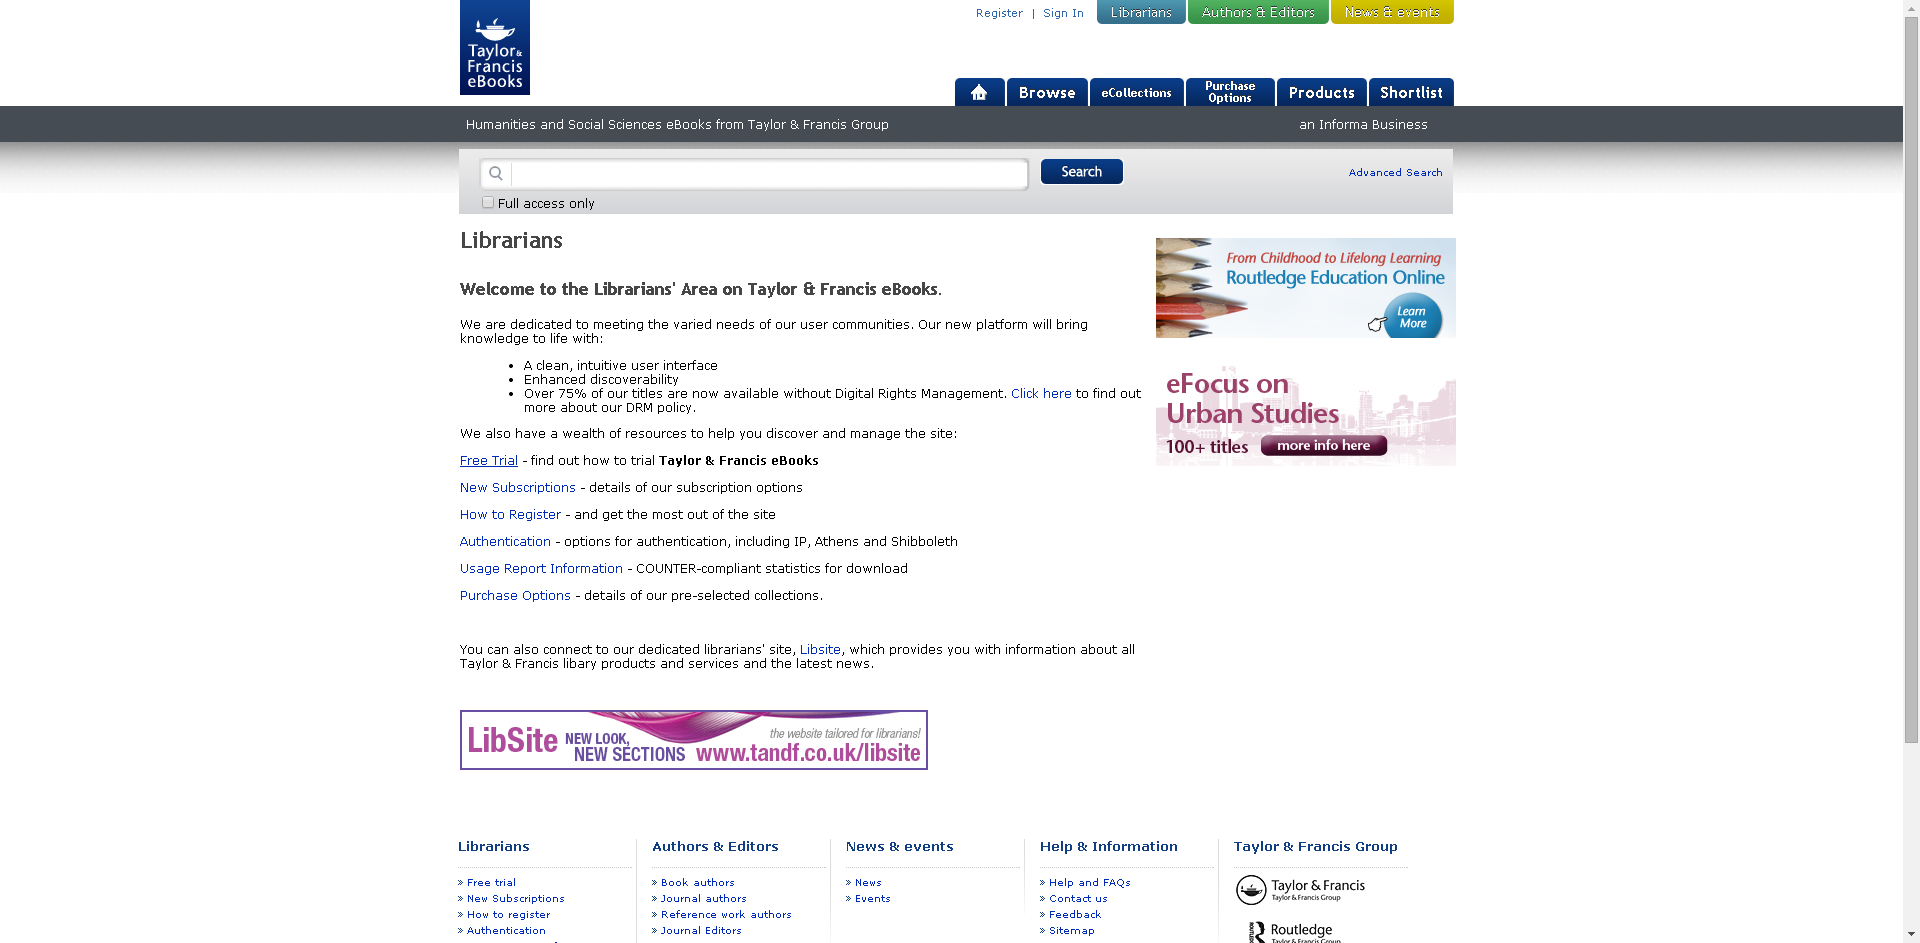 Taylor &
Francis
eBooks
Register | Sign In
Librarians
Authors & Editors
News & events
Browse
eCollections
Purchase
Options
Products
Shortlist
Humanities and Social Sciences eBooks from Taylor & Francis Group
an Informa Business
Search
Advanced Search
Full access only
Librarians
Welcome to the Librarians' Area on Taylor & Francis eBooks.
We are dedicated to meeting the varied needs of our user communities. Our new platform will bring
knowledge to life with:
• A clean, intuitive user interface
• Enhanced discoverability
• Over 75% of our titles are now available without Digital Rights Management. Click here to find out
more about our DRM policy.
We also have a wealth of resources to help you discover and manage the site:
Free Trial - find out how to trial Taylor & Francis eBooks
New Subscriptions - details of our subscription options
How to Register - and get the most out of the site
Authentication - options for authentication, including IP, Athens and Shibboleth
Usage Report Information - COUNTER-compliant statistics for download
Purchase Options - details of our pre-selected collections.
You can also connect to our dedicated librarians' site, Libsite, which provides you with information about all
Taylor & Francis libary products and services and the latest news.
From Childhood to Lifelong Learning
Routledge Education Online
Learn
More
eFocus on
Urban Studies
100+ titles more info here
LibSite NEW LOOK,
NEW SECTIONS
the website tailored for librarians!
www.tandf.co.uk/libsite
Librarians
» Free trial
» New Subscriptions
» How to register
» Authentication
Authors & Editors
» Book authors
» Journal authors
» Reference work authors
» Journal Editors
News & events
» News
» Events
Help & Information
» Help and FAQs
» Contact us
» Feedback
» Sitemap
Taylor & Francis Group
Taylor & Francis
Taylor & Francis Group
Routledge
Taylor & Francis Group